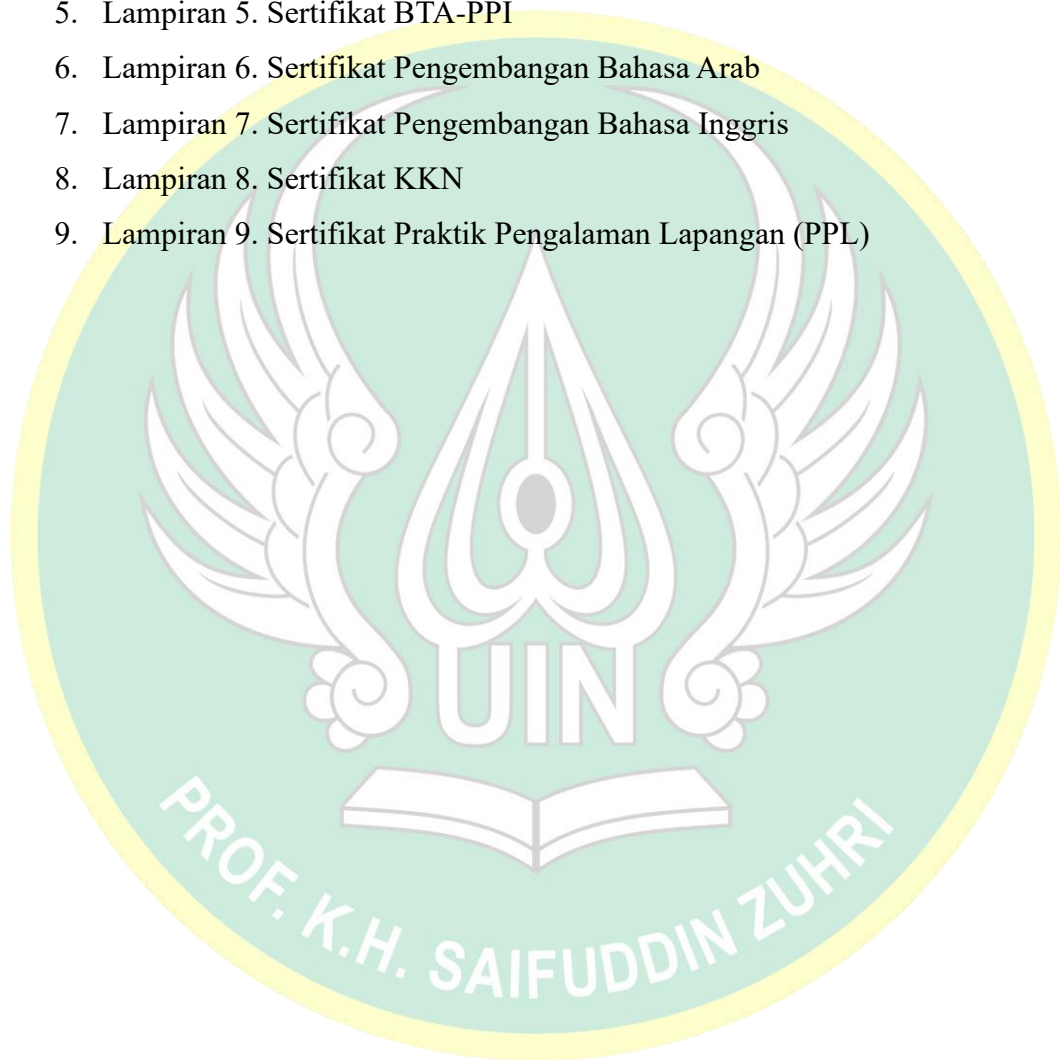 5. Lampiran 5. Sertifikat BTA-PPI
6. Lampiran 6. Sertifikat Pengembangan Bahasa Arab
7. Lampiran 7. Sertifikat Pengembangan Bahasa Inggris
8. Lampiran 8. Sertifikat KKN
9. Lampiran 9. Sertifikat Praktik Pengalaman Lapangan (PPL)
UIN
PROF. K.H. SAIFUDDIN ZUHRI